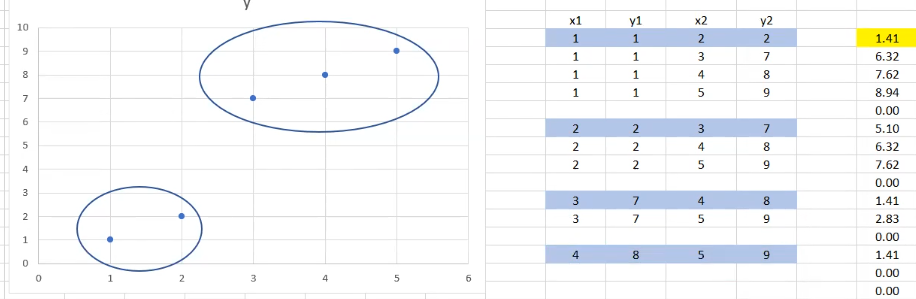 y
10
9
8
7
6
5
4
3
2
1
0
0 1 2 3 4 5 6
x1 y1 x2 y2
1 1 2 2 1.41
1 1 3 7 6.32
1 1 4 8 7.62
1 1 5 9 8.94
0.00
2 2 3 7 5.10
2 2 4 8 6.32
2 2 5 9 7.62
0.00
3 7 4 8 1.41
3 7 5 9 2.83
0.00
4 8 5 9 1.41
0.00
0.00